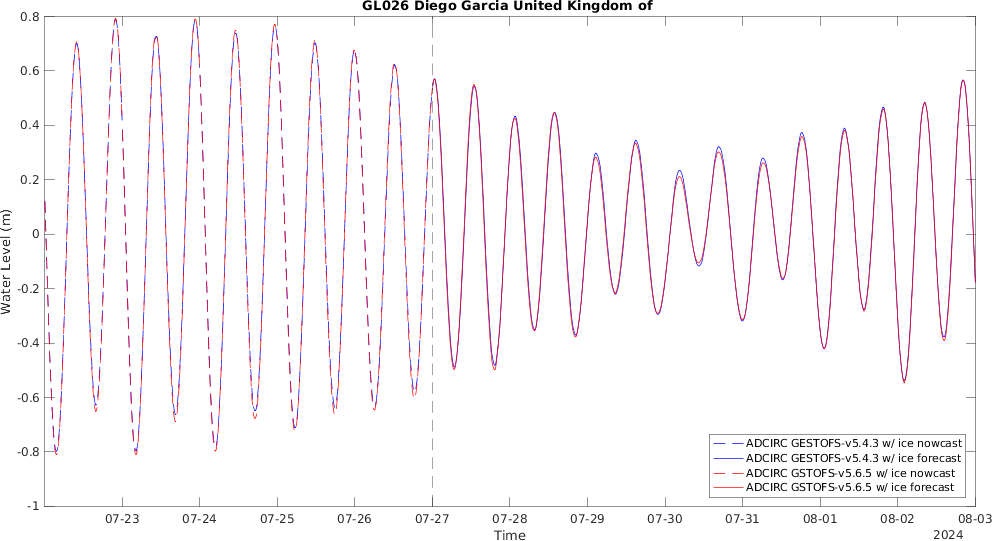 GL026 Diego Garcia United Kingdom of
0.8
0.6
0.4
0.2
0
-0.2
-0.4
-0.6
-0.8
-1
Water Level (m)
ADCIRC GESTOFS-v5.4.3 w/ ice nowcast
ADCIRC GESTOFS-v5.4.3 w/ ice forecast
ADCIRC GSTOFS-v5.6.5 w/ ice nowcast
ADCIRC GSTOFS-v5.6.5 w/ ice forecast
07-23 07-24 07-25 07-26 07-27 07-28 07-29 07-30 07-31 08-01 08-02 08-03
Time
2024